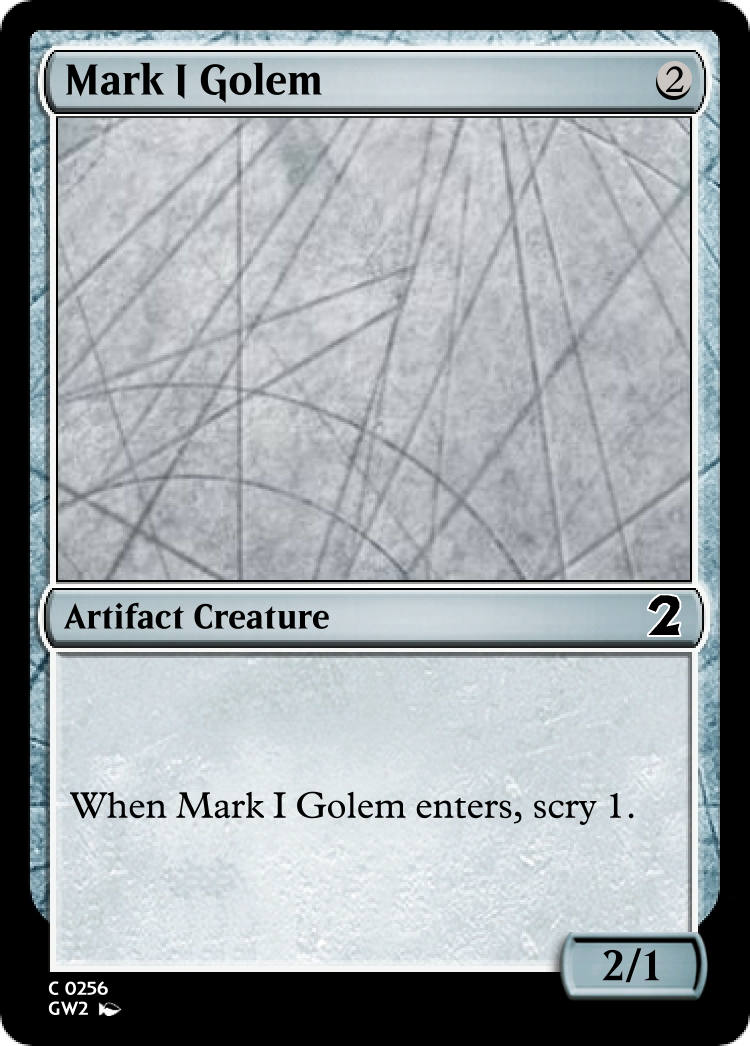 Mark I Golem 2
Artifact Creature 2
When Mark I Golem enters, scry 1.
2/1
C 0256
GW2